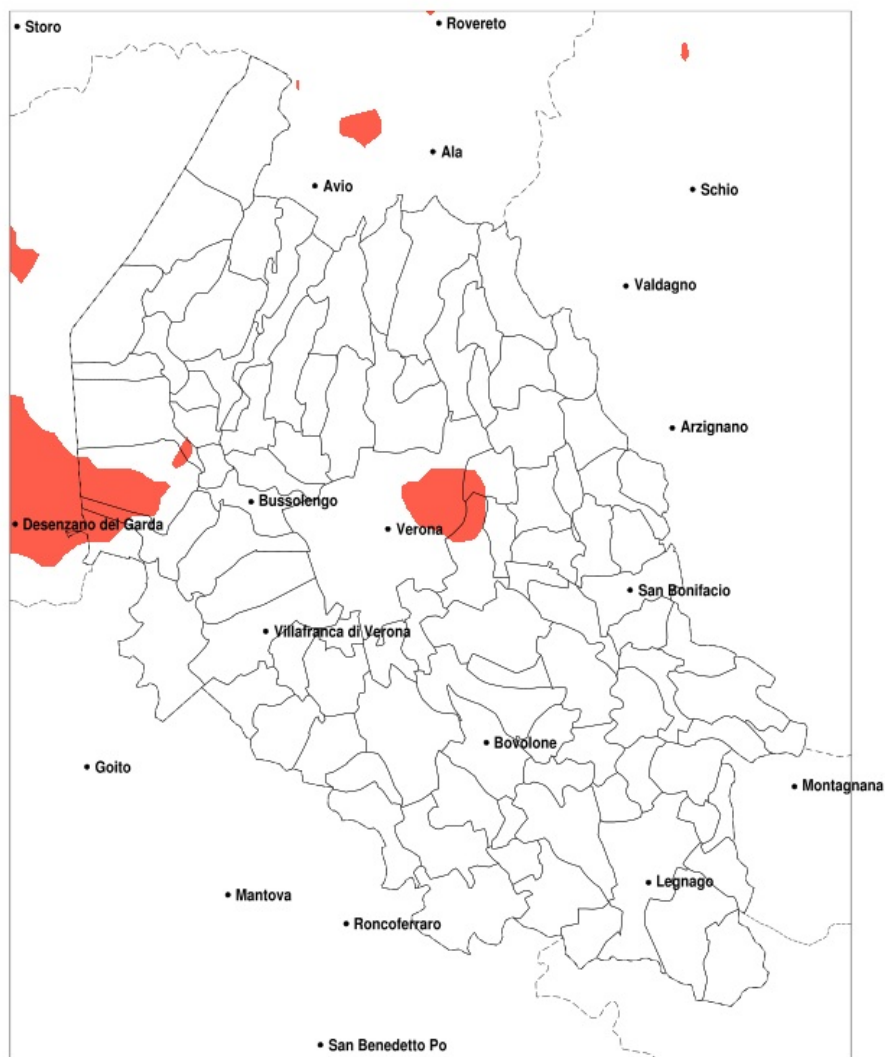 Storo
Rovereto
Ala
Avio
Schio
Valdagno
Arzignano
Bussolengo
Desenzano del Garda
Verona
San Bonifacio
Villafranca di Verona
Bovolone
Goito
Montagnana
Legnago
Mantova
Roncoferraro
San Benedetto Po